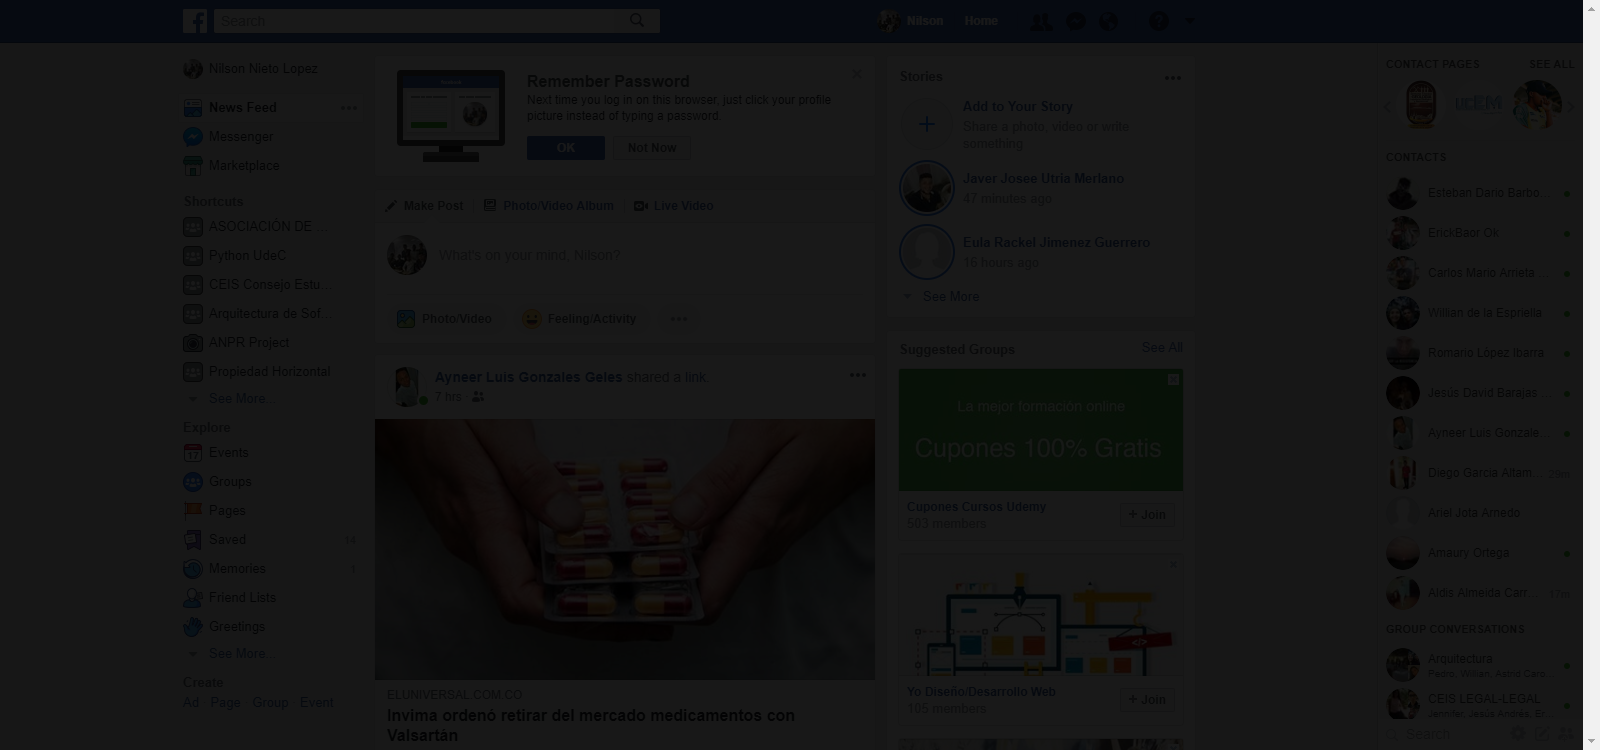 Search
Nilson
Home
Nilson Nieto Lopez
News Feed
Messenger
Marketplace
Shortcuts
ASOCIACIÓN DE ...
Python UdeC
CEIS Consejo Estu...
Arquitectura de Sof...
ANPR Project
Propiedad Horizontal
See More...
Explore
Events
17
Groups
Pages
Saved 14
Memories 1
Friend Lists
Greetings
See More...
Create
Ad Page Group Event
Remember Password
Next time you log in on this browser, just click your profile
picture instead of typing a password.
OK
Not Now
Make Post
Photo/Video Album
Live Video
What's on your mind, Nilson?
Photo/Video
Feeling/Activity
Ayneer Luis Gonzales Geles shared a link.
7 hrs
ELUNIVERSAL.COM.CO
Invima ordenó retirar del mercado medicamentos con
Valsartán
Stories
Add to Your Story
Share a photo, video or write
something
Javer Josee Utria Merlano
47 minutes ago
Eula Rackel Jimenez Guerrero
16 hours ago
See More
Suggested Groups
See All
La mejor formación online
Cupones 100% Gratis
Cupones Cursos Udemy
503 members
+ Join
</>
Yo Diseño/Desarrollo Web
105 members
+ Join
CONTACT PAGES
SEE ALL
CONTACTS
Esteban Dario Barbo...
ErickBaor Ok
Carlos Mario Arrieta...
Willian de la Espriella
Romario López Ibarra
Jesús David Barajas ...
Ayneer Luis Gonzale...
Diego Garcia Altam...
Ariel Jota Arnedo
Amaury Ortega
Aldis Almeida Carr...
GROUP CONVERSATIONS
Arquitectura
Pedro, Willian, Astrid Caro...
CEIS LEGAL-LEGAL
Jennifer, Jesús Andrés, Er...
Search